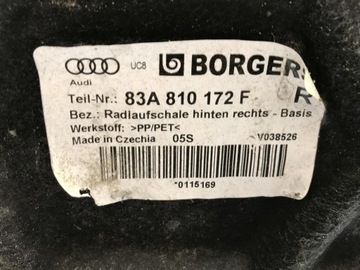 UC8 BORGERS
Audi
Teil-Nr.: 83A 810 172 F R
Bez.: Radlaufschale hinten rechts - Basis
Werkstoff: >PP/PET<
Made in Czechia 05S V038526
*0115169